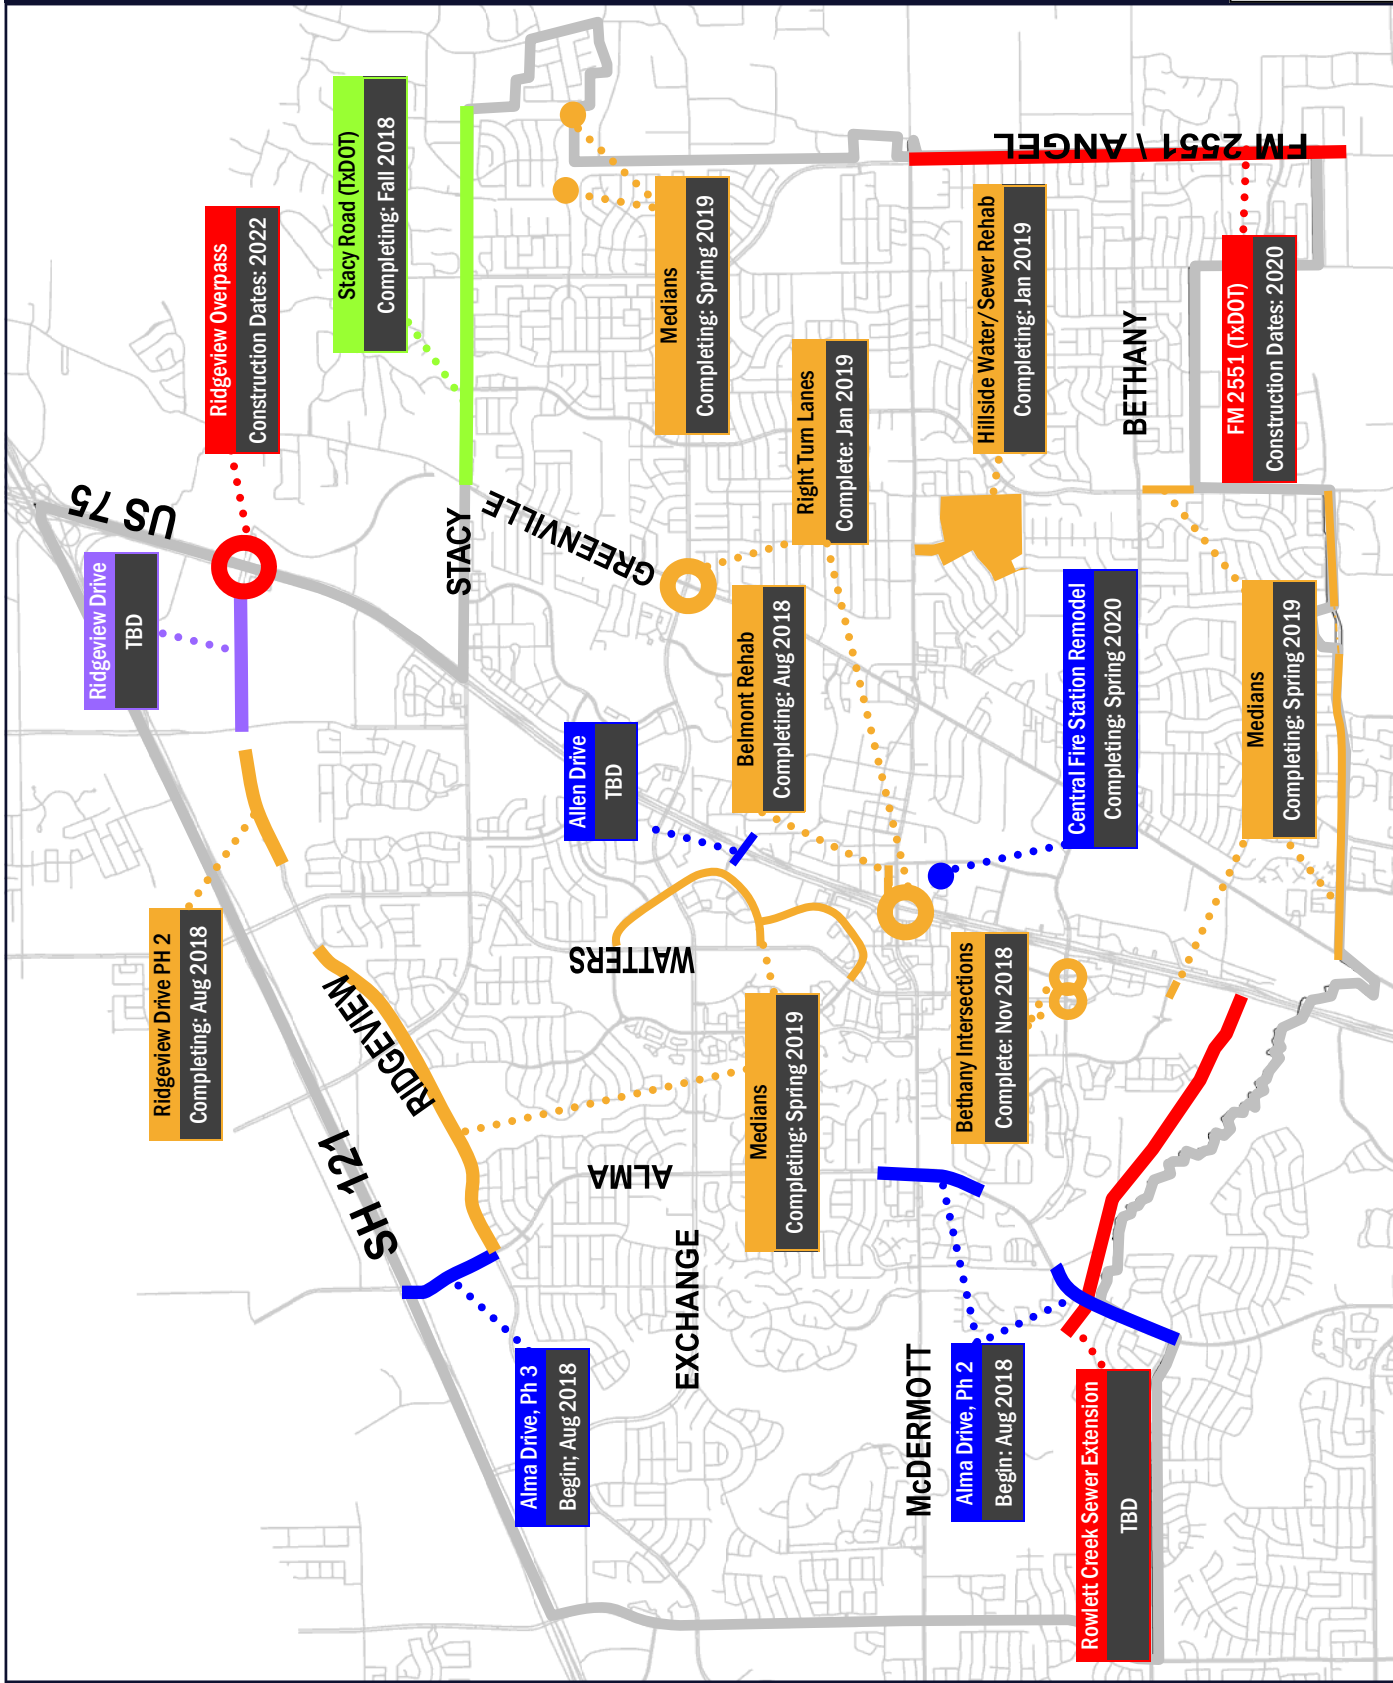 Ridgeview Drive
TBD
Ridgeview Overpass
Construction Dates: 2022
Stacy Road (TxDOT)
Completing: Fall 2018
US 75
Ridgeview Drive PH 2
Completing: Aug 2018
RIDGEVIEW
SH 121
STACY
GREENVILLE
Alma Drive, Ph 3
Begin; Aug 2018
Allen Drive
TBD
WATTERS
ALMA
EXCHANGE
Medians
Completing: Spring 2019
Belmont Rehab
Completing: Aug 2018
Right Turn Lanes
Complete: Jan 2019
Medians
Completing: Spring 2019
McDERMOTT
Alma Drive, Ph 2
Begin: Aug 2018
Bethany Intersections
Complete: Nov 2018
Hillside Water/Sewer Rehab
Completing: Jan 2019
FM 2551 \ ANGEL
Central Fire Station Remodel
Completing: Spring 2020
BETHANY
Rowlett Creek Sewer Extension
TBD
Medians
Completing: Spring 2019
FM 2551 (TxDOT)
Construction Dates: 2020